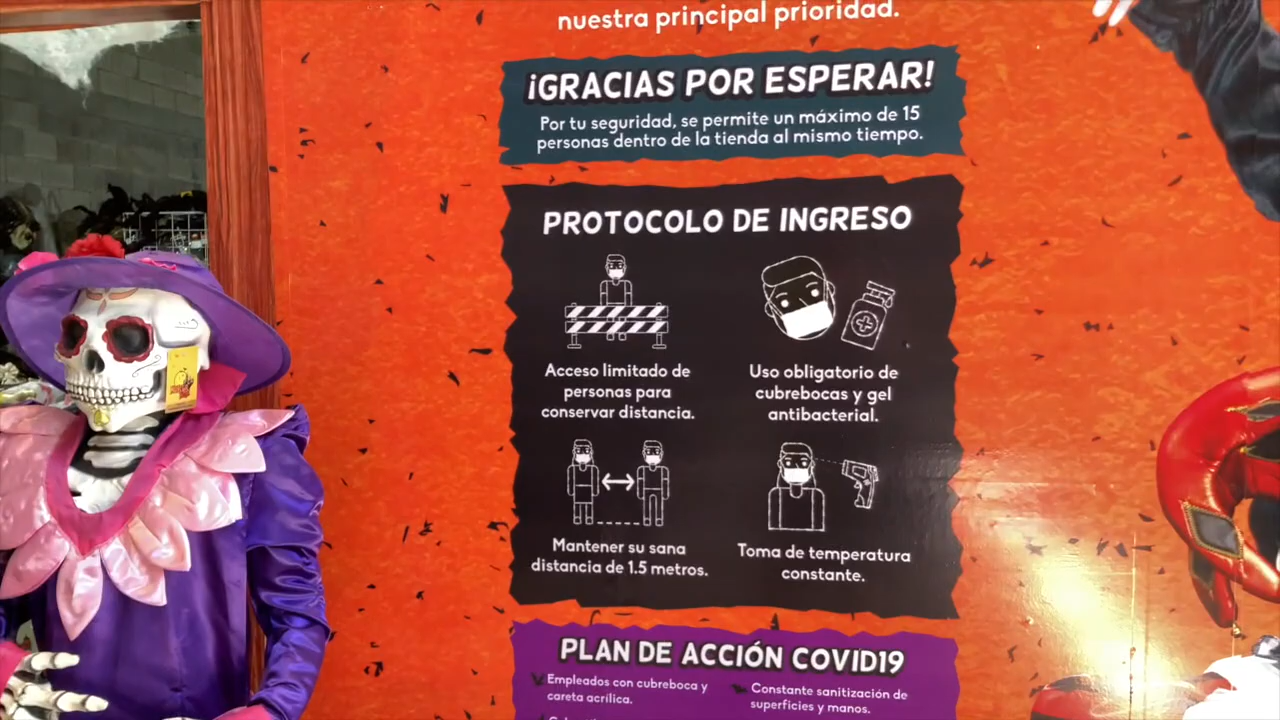 nuestra principal prioridad.
¡GRACIAS POR ESPERAR!
Por tu seguridad, se permite un máximo de 15
personas dentro de la tienda al mismo tiempo.
PROTOCOLO DE INGRESO
Acceso limitado de
personas para
conservar distancia.
Uso obligatorio de
cubrebocas y gel
antibacterial.
Mantener su sana
distancia de 1.5 metros.
Toma de temperatura
constante.
PLAN DE ACCIÓN COVID19
Empleados con cubreboca y
careta acrílica.
Constante sanitización de
superficies y manos.